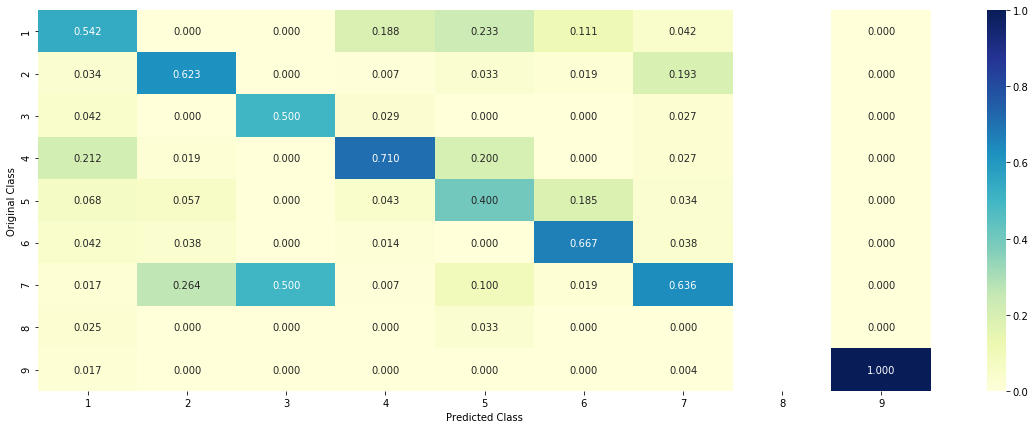 1 0.542 0.000 0.000 0.188 0.233 0.111 0.042 0.000
2 0.034 0.623 0.000 0.007 0.033 0.019 0.193 0.000
3 0.042 0.000 0.500 0.029 0.000 0.000 0.027 0.000
4 0.212 0.019 0.000 0.710 0.200 0.000 0.027 0.000
5 0.068 0.057 0.000 0.043 0.400 0.185 0.034 0.000
6 0.042 0.038 0.000 0.014 0.000 0.667 0.038 0.000
7 0.017 0.264 0.500 0.007 0.100 0.019 0.636 0.000
8 0.025 0.000 0.000 0.000 0.033 0.000 0.000 0.000
9 0.017 0.000 0.000 0.000 0.000 0.000 0.004 1.000
1 2 3 4 5 6 7 8 9
Predicted Class
Original Class
1.0
0.8
0.6
0.4
0.2
0.0